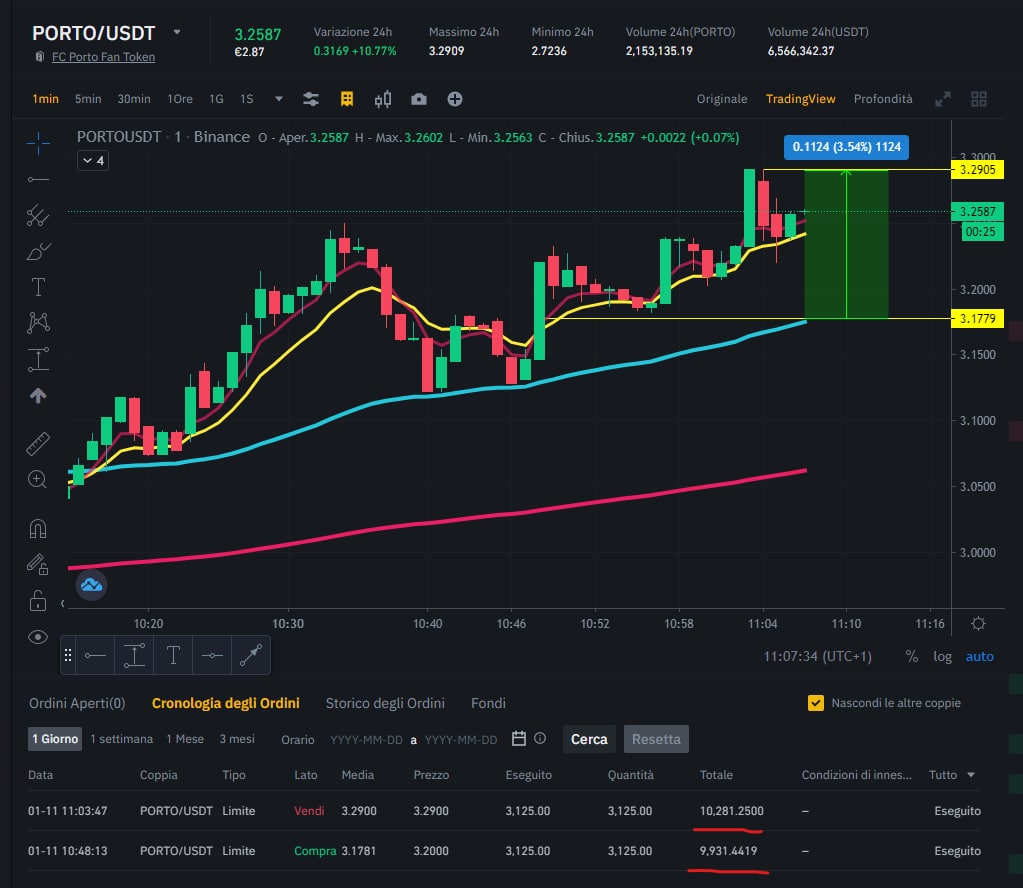 PORTO/USDT
FC Porto Fan Token
3.2587
€2.87
Variazione 24h
0.3169 +10.77%
Massimo 24h
3.2909
Minimo 24h
2.7236
Volume 24h(PORTO)
2,153,135.19
Volume 24h(USDT)
6,566,342.37
1min 5min 30min 1Ore 1G 1S Originale TradingView Profondità
PORTOUSDT · 1 · Binance O - Aper.3.2587 H - Max.3.2602 L - Min.3.2563 C - Chius.3.2587 +0.0022 (+0.07%)
4
0.1124 (3.54%) 1124
3.3000
3.2905
3.2587
00:25
3.2000
3.1779
3.1500
3.1000
3.0500
3.0000
10:20 10:30 10:40 10:46 10:52 10:58 11:04 11:10 11:16
T
T
11:07:34 (UTC+1) % log auto
Ordini Aperti(0) Cronologia degli Ordini Storico degli Ordini Fondi Nascondi le altre coppie
1 Giorno 1 settimana 1 Mese 3 mesi Orario YYYY-MM-DD a YYYY-MM-DD Cerca Resetta
Data Coppia Tipo Lato Media Prezzo Eseguito Quantità Totale Condizioni di innes... Tutto
01-11 11:03:47 PORTO/USDT Limite Vendi 3.2900 3.2900 3,125.00 3,125.00 10,281.2500 – Eseguito
01-11 10:48:13 PORTO/USDT Limite Compra 3.1781 3.2000 3,125.00 3,125.00 9,931.4419 – Eseguito